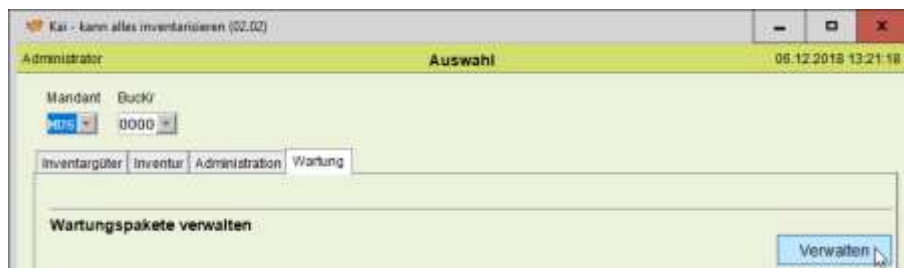 Kai - kann alles inventarisieren (02.02)
Administrator Auswahl 06.12.2018 13:21:18
Mandant BucKr
0000
Inventargüter Inventur Administration Wartung
Wartungspakete verwalten
Verwalten